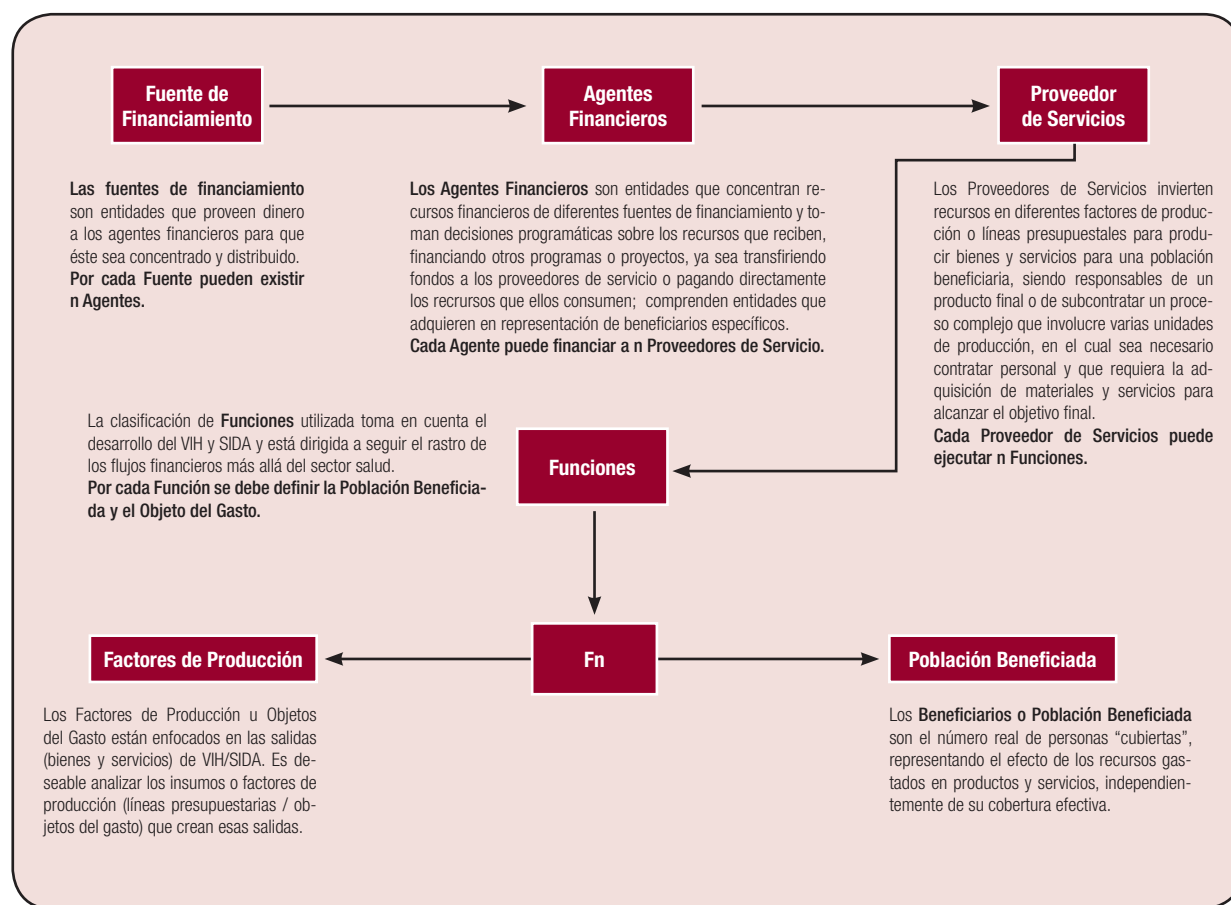 Fuente de
Financiamiento
Agentes
Financieros
Proveedor
de Servicios
Las fuentes de financiamiento
son entidades que proveen dinero
a los agentes financieros para que
éste sea concentrado y distribuido.
Por cada Fuente pueden existir
n Agentes.
Los Agentes Financieros son entidades que concentran re-
cursos financieros de diferentes fuentes de financiamiento y to-
man decisiones programáticas sobre los recursos que reciben,
financiando otros programas o proyectos, ya sea transfiriendo
fondos a los proveedores de servicio o pagando directamente
los recrursos que ellos consumen; comprenden entidades que
adquieren en representación de beneficiarios específicos.
Cada Agente puede financiar a n Proveedores de Servicio.
Los Proveedores de Servicios invierten
recursos en diferentes factores de produc-
ción o líneas presupuestales para produ-
cir bienes y servicios para una población
beneficiaria, siendo responsables de un
producto final o de subcontratar un proce-
so complejo que involucre varias unidades
de producción, en el cual sea necesario
contratar personal y que requiera la ad-
quisición de materiales y servicios para
alcanzar el objetivo final.
Cada Proveedor de Servicios puede
ejecutar n Funciones.
La clasificación de Funciones utilizada toma en cuenta el
desarrollo del VIH y SIDA y está dirigida a seguir el rastro de
los flujos financieros más allá del sector salud.
Por cada Función se debe definir la Población Beneficia-
da y el Objeto del Gasto.
Funciones
Factores de Producción
Fn
Población Beneficiada
Los Factores de Producción u Objetos
del Gasto están enfocados en las salidas
(bienes y servicios) de VIH/SIDA. Es de-
seable analizar los insumos o factores de
producción (líneas presupuestarias / ob-
jetos del gasto) que crean esas salidas.
Los Beneficiarios o Población Beneficiada
son el número real de personas “cubiertas”,
representando el efecto de los recursos gas-
tados en productos y servicios, independien-
temente de su cobertura efectiva.